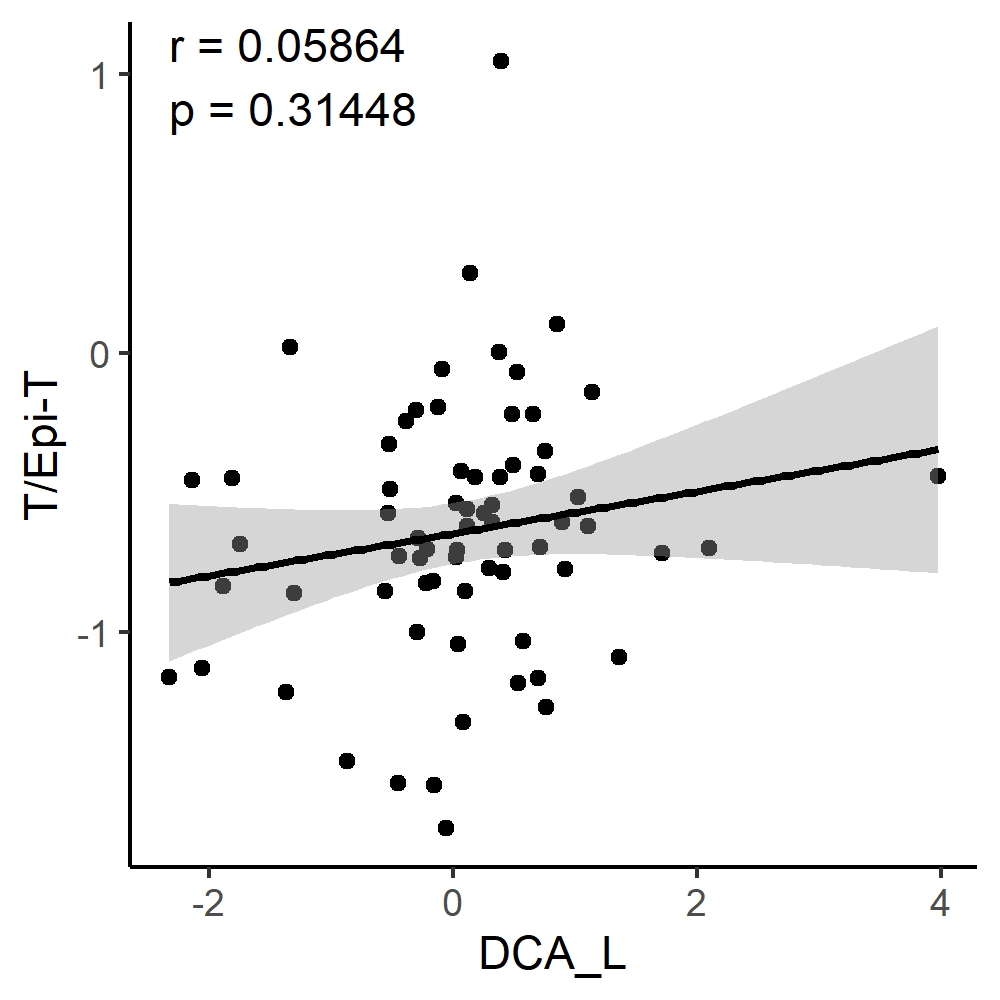 r = 0.05864
p = 0.31448
1
0
-1
T/Epi-T
-2 0 2 4
DCA_L